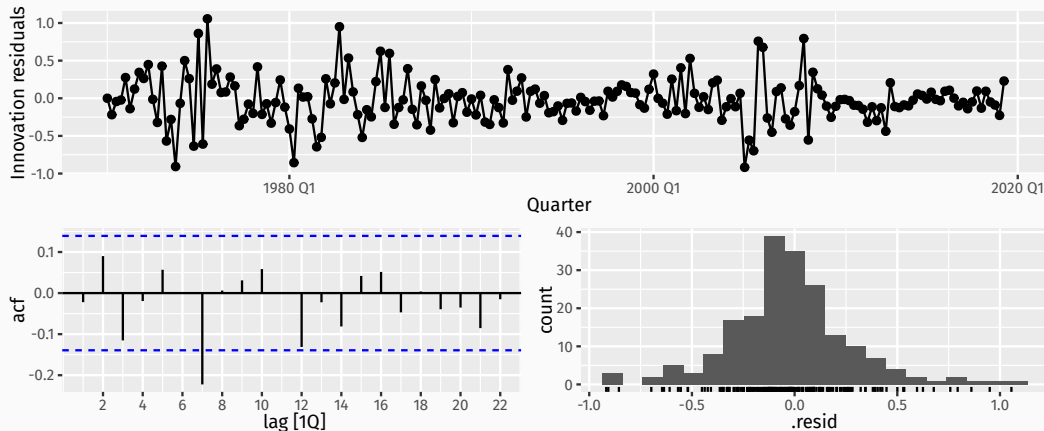 Innovation residuals
1.0
0.5
0.0
-0.5
-1.0
1980 Q1
2000 Q1
2020 Q1
Quarter
acf
0.1
0.0
-0.1
-0.2
2 4 6 8 10 12 14 16 18 20 22
lag [1Q]
count
40
30
20
10
0
-1.0 -0.5 0.0 0.5 1.0
.resid